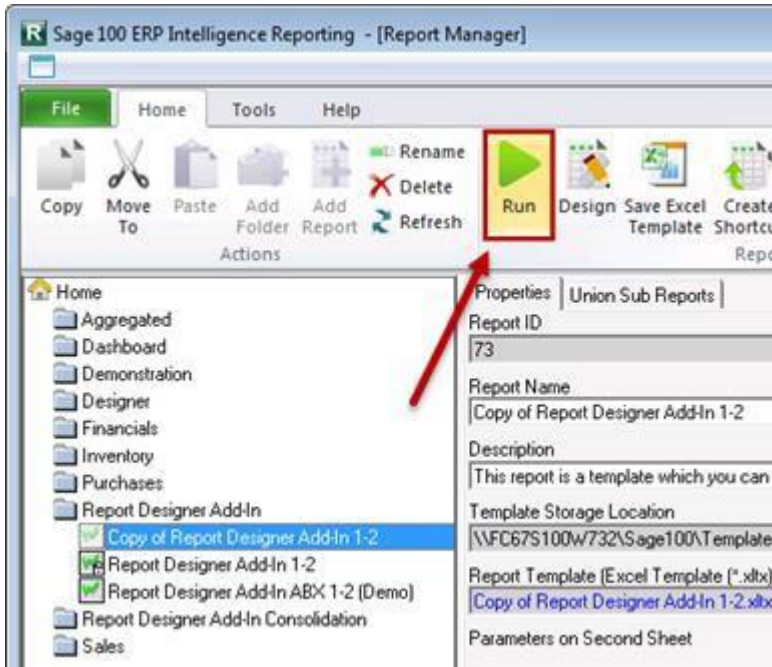 Sage 100 ERP Intelligence Reporting - [Report Manager]
File Home Tools Help
Copy
Move To
Paste
Add Folder
Add Report
Rename
Delete
Refresh
Run
Design
Save Excel Template
Create
Actions
Home
Aggregated
Dashboard
Demonstration
Designer
Financials
Inventory
Purchases
Report Designer Add-In
Copy of Report Designer Add-In 1-2
Report Designer Add-In 1-2
Report Designer Add-In ABX 1-2 (Demo)
Report Designer Add-In Consolidation
Sales
Properties
Union Sub Reports
Report ID
73
Report Name
Copy of Report Designer Add-In 1-2
Description
This report is a template which you can
Template Storage Location
\\FC67S100W732\Sage100\Template
Report Template (Excel Template (*.xltx)
Copy of Report Designer Add-In 1-2.xltx
Parameters on Second Sheet